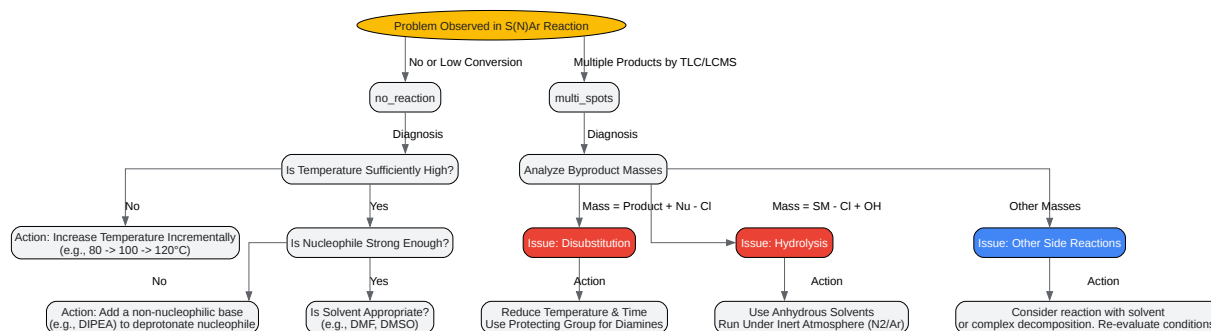 Problem Observed in S(N)Ar Reaction
No or Low Conversion
Multiple Products by TLC/LCMS
no_reaction
multi_spots
Diagnosis
Diagnosis
Is Temperature Sufficiently High?
Analyze Byproduct Masses
No
Yes
Mass = Product + Nu - Cl
Mass = SM - Cl + OH
Other Masses
Action: Increase Temperature Incrementally
(e.g., 80 -> 100 -> 120°C)
Is Nucleophile Strong Enough?
Issue: Disubstitution
Issue: Hydrolysis
Issue: Other Side Reactions
No
Yes
Action
Action
Action
Action: Add a non-nucleophilic base
(e.g., DIPEA) to deprotonate nucleophile
Is Solvent Appropriate?
(e.g., DMF, DMSO)
Reduce Temperature & Time
Use Protecting Group for Diamines
Use Anhydrous Solvents
Run Under Inert Atmosphere (N2/Ar)
Consider reaction with solvent
or complex decomposition. Re-evaluate conditions